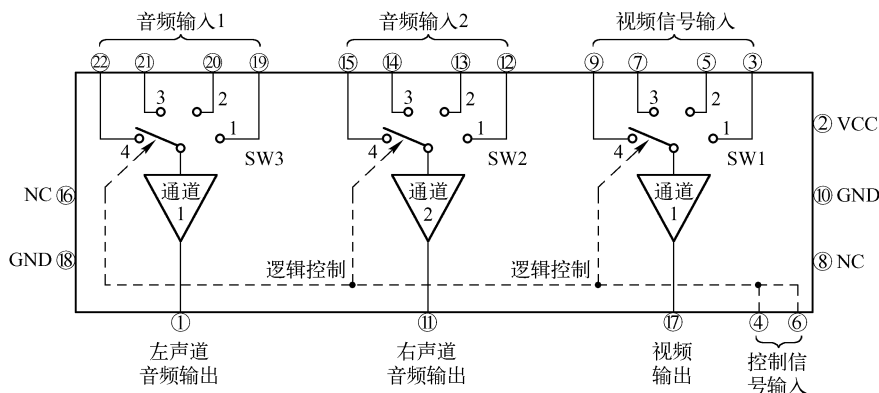 音频输入1
音频输入2
视频信号输入
㉒ ㉑ ⑳ ⑲
⑮ ⑭ ⑬ ⑫
⑨ ⑦ ⑤ ③
3 2
3 2
3 2
② VCC
4 1
4 1
4 1
SW3
SW2
SW1
NC ⑯
通道
1
通道
2
通道
1
⑩ GND
GND ⑱
逻辑控制
逻辑控制
⑧ NC
①
⑪
⑰
④ ⑥
左声道
音频输出
右声道
音频输出
视频
输出
控制信
号输入